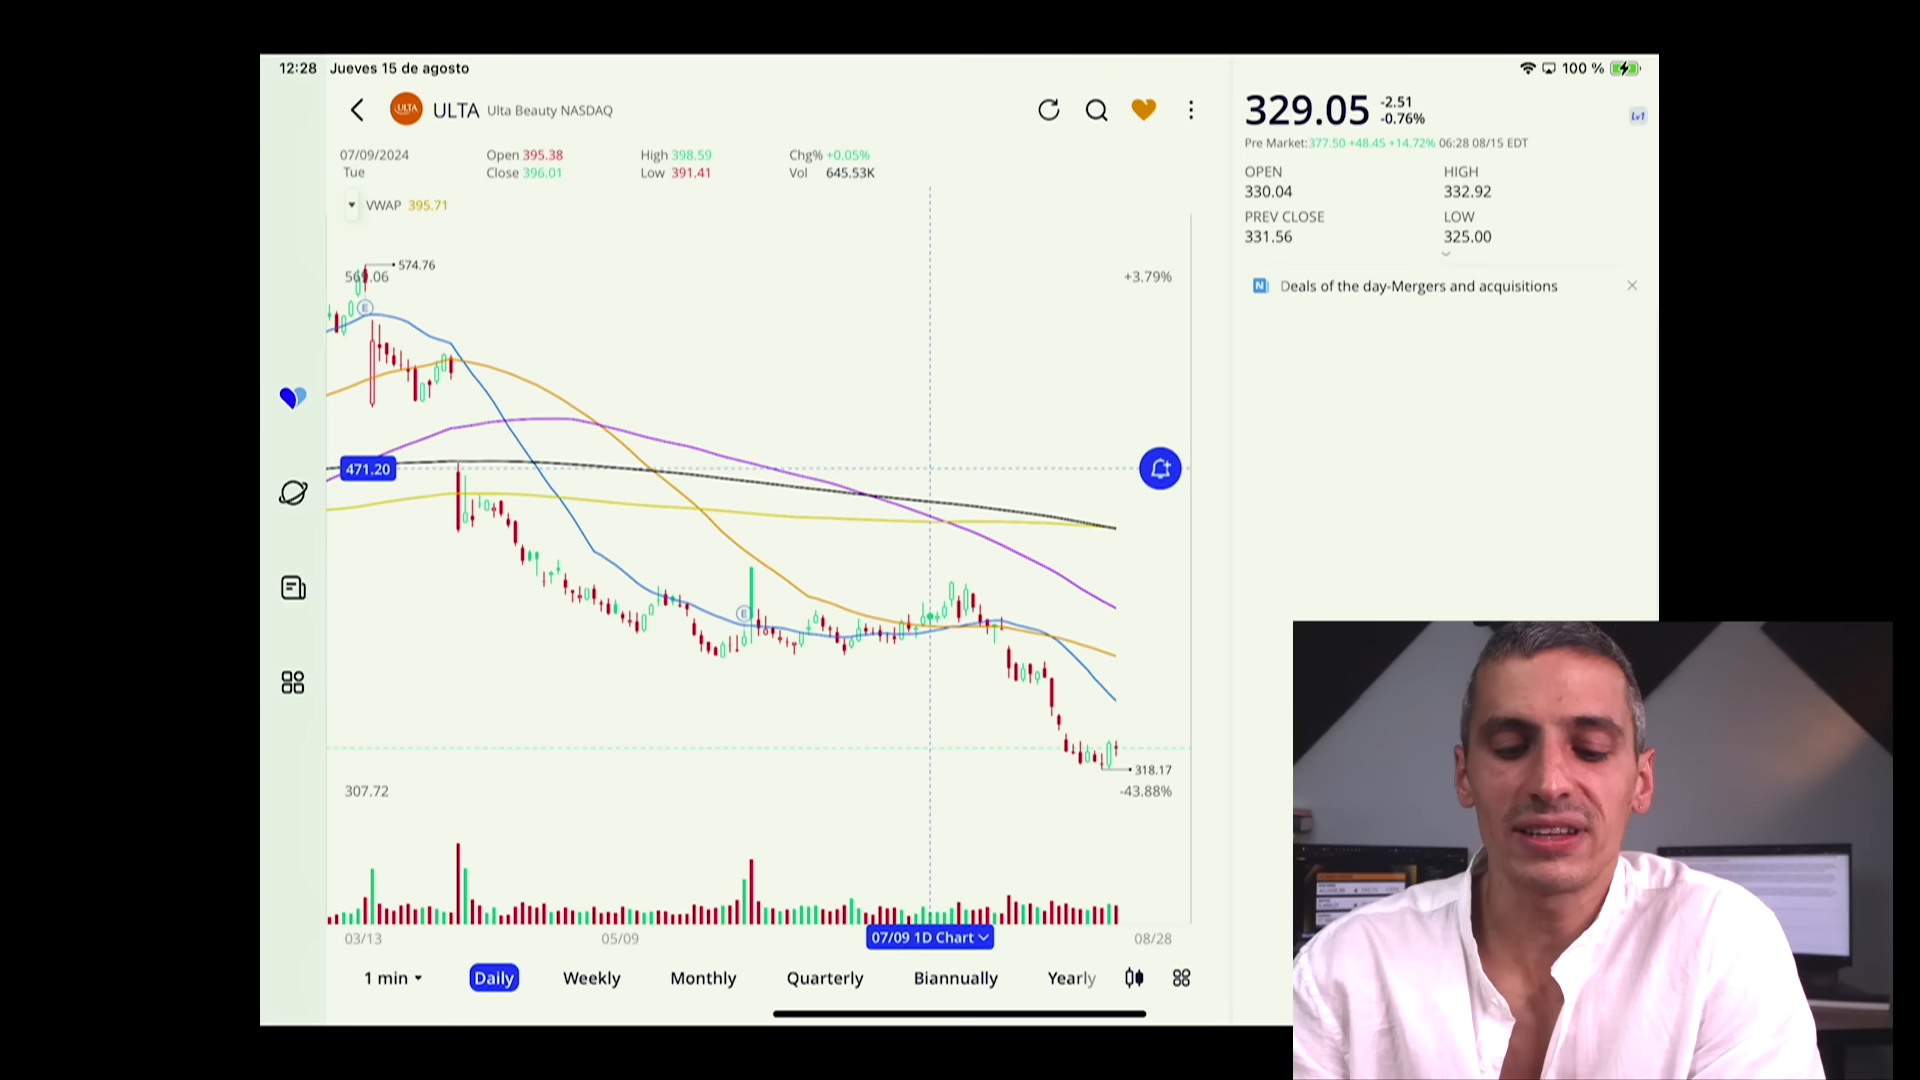 12:28 Jueves 15 de agosto
100 %
ULTA
ULTA Ulta Beauty NASDAQ
07/09/2024 Open 395.38 High 398.59 Chg% +0.05%
Tue Close 396.01 Low 391.41 Vol 645.53K
VWAP 395.71
574.76
569.06 +3.79%
E
471.20
E
318.17
307.72 -43.88%
03/13 05/09 07/09 1D Chart 08/28
1 min Daily Weekly Monthly Quarterly Biannually Yearly
329.05 -2.51
-0.76%
Lv1
Pre Market:377.50 +48.45 +14.72% 06:28 08/15 EDT
OPEN HIGH
330.04 332.92
PREV CLOSE LOW
331.56 325.00
N Deals of the day-Mergers and acquisitions